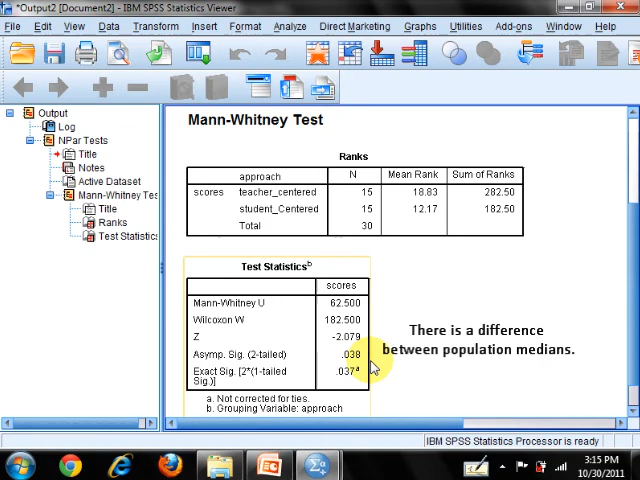 *Output2 [Document2] - IBM SPSS Statistics Viewer
File Edit View Data Transform Insert Format Analyze Direct Marketing Graphs Utilities Add-ons Window Help
Output
Log
NPar Tests
Title
Notes
Active Dataset
Mann-Whitney Tes
Title
Ranks
Test Statistics
Mann-Whitney Test
Ranks
approach N Mean Rank Sum of Ranks
scores teacher_centered 15 18.83 282.50
student_Centered 15 12.17 182.50
Total 30
Test Statistics b
scores
Mann-Whitney U 62.500
Wilcoxon W 182.500
Z -2.079
Asymp. Sig. (2-tailed) .038
Exact Sig. [2*(1-tailed Sig.)] .037 a
a. Not corrected for ties.
b. Grouping Variable: approach
There is a difference
between population medians.
IBM SPSS Statistics Processor is ready
3:15 PM
10/30/2011